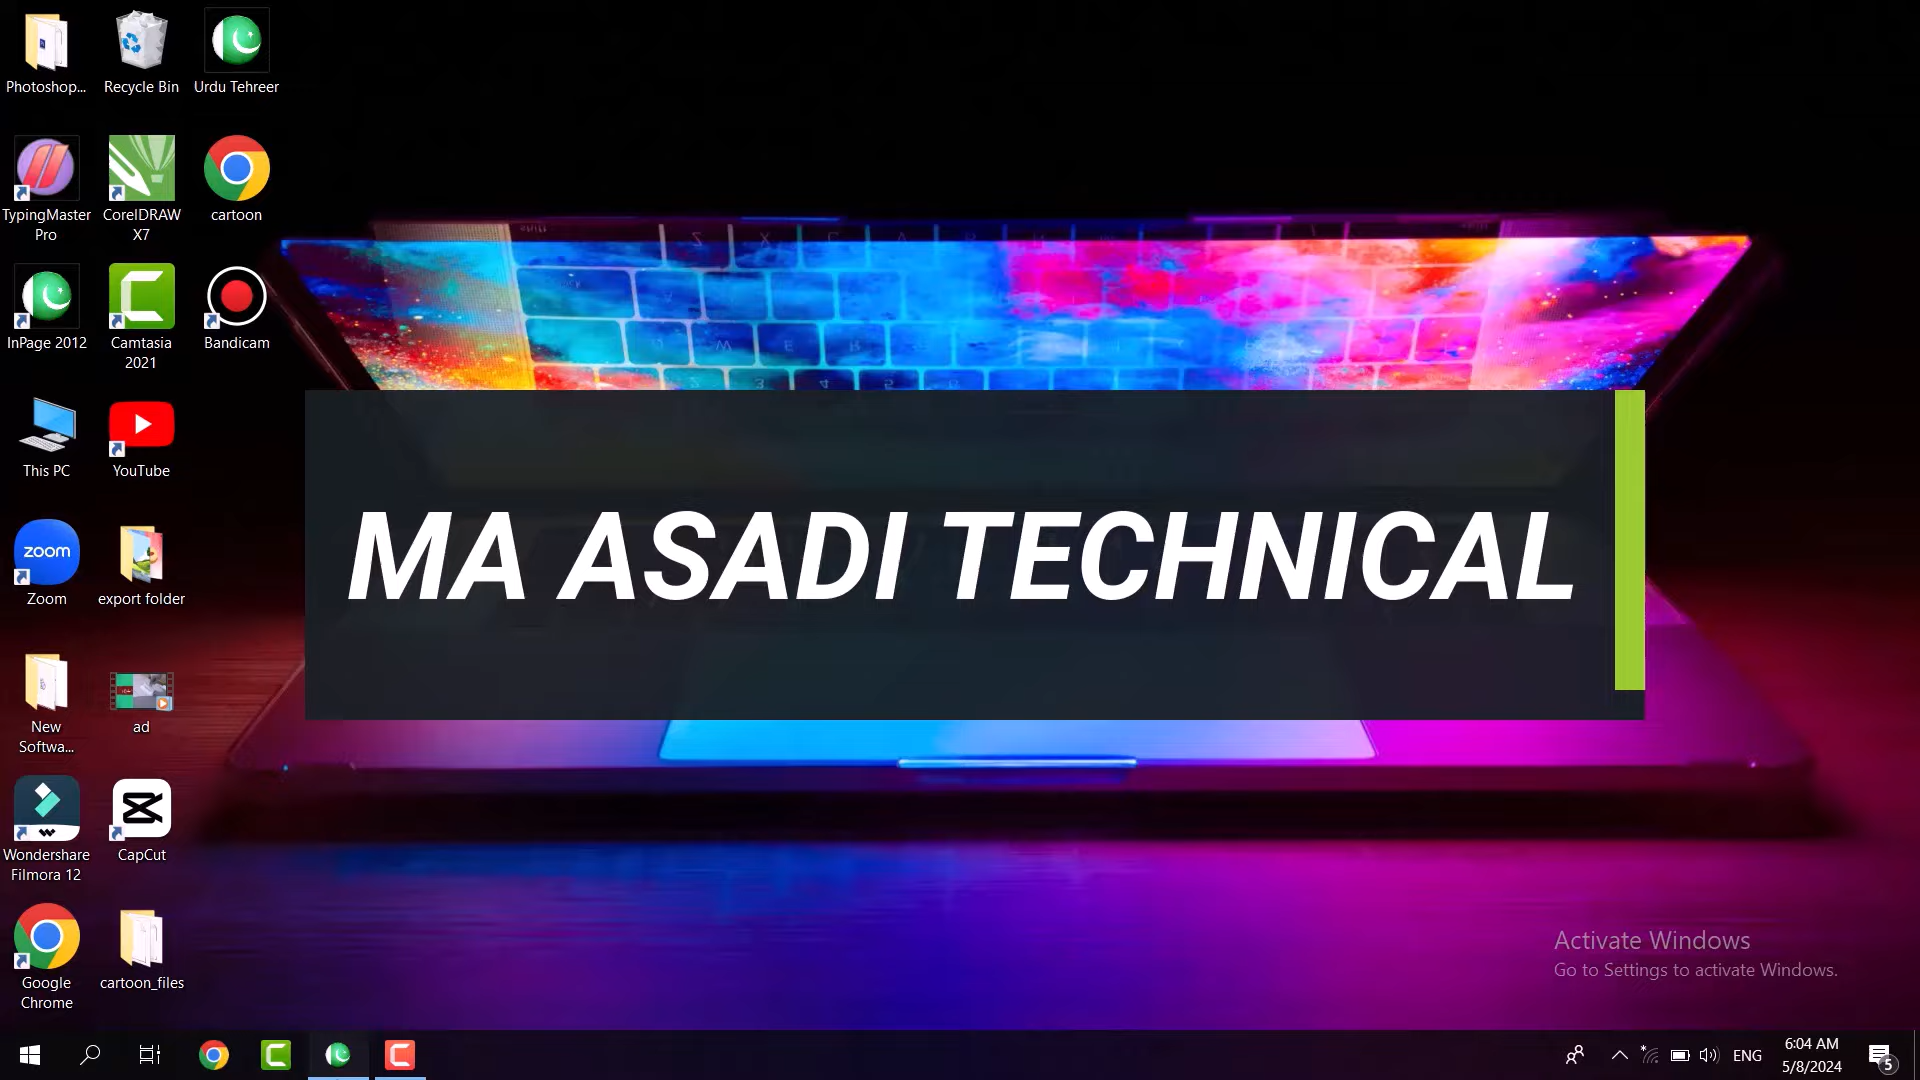 Photoshop...
Recycle Bin
Urdu Tehreer
TypingMaster
Pro
CorelDRAW
X7
cartoon
InPage 2012
Camtasia
2021
Bandicam
This PC
YouTube
zoom
Zoom
export folder
New
Softwa...
ad
Wondershare
Filmora 12
CapCut
Google
Chrome
cartoon_files
MA ASADI TECHNICAL
Activate Windows
Go to Settings to activate Windows.
ENG
6:04 AM
5/8/2024
5